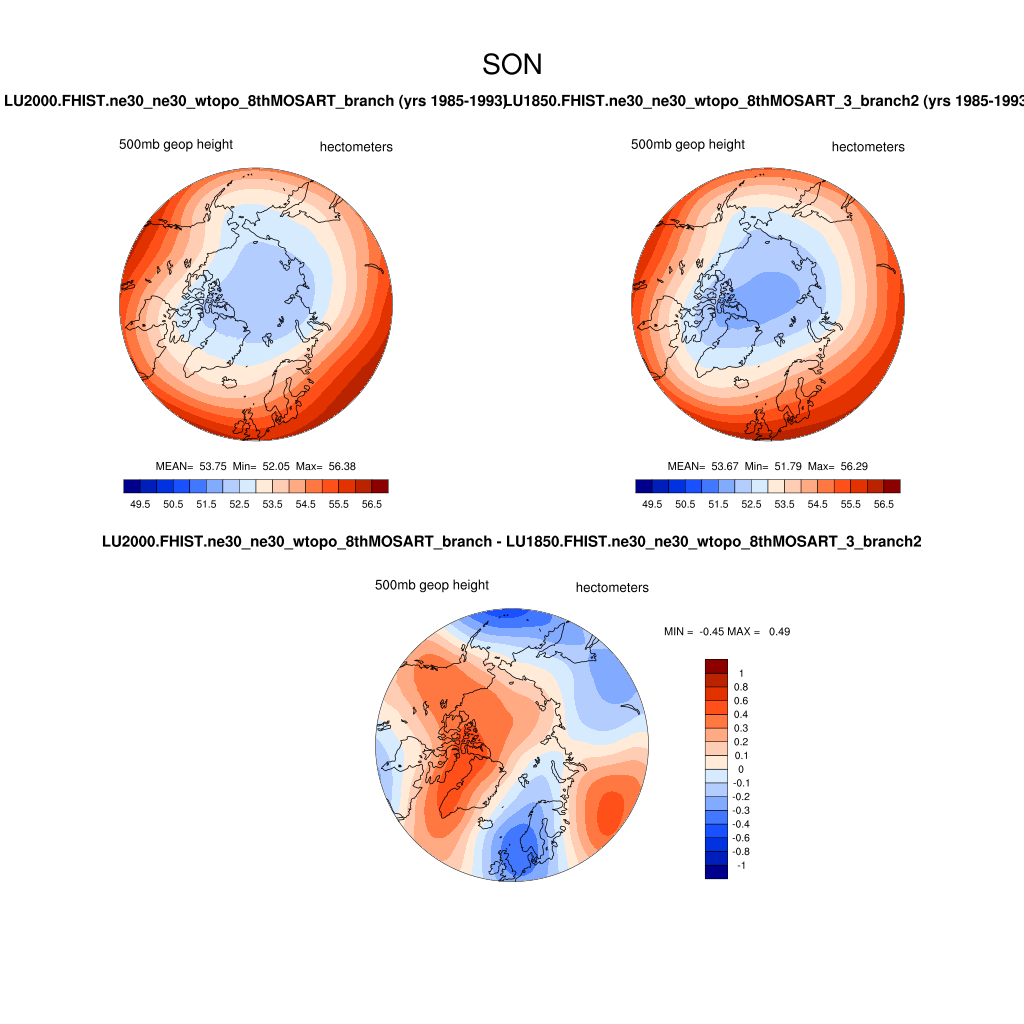 SON
LU2000.FHIST.ne30_ne30_wtopo_8thMOSART_branch (yrs 1985-1993)
LU1850.FHIST.ne30_ne30_wtopo_8thMOSART_3_branch2 (yrs 1985-1993
500mb geop height
hectometers
500mb geop height
hectometers
MEAN= 53.75 Min= 52.05 Max= 56.38
MEAN= 53.67 Min= 51.79 Max= 56.29
49.5 50.5 51.5 52.5 53.5 54.5 55.5 56.5
49.5 50.5 51.5 52.5 53.5 54.5 55.5 56.5
LU2000.FHIST.ne30_ne30_wtopo_8thMOSART_branch - LU1850.FHIST.ne30_ne30_wtopo_8thMOSART_3_branch2
500mb geop height
hectometers
MIN = -0.45 MAX = 0.49
1
0.8
0.6
0.4
0.3
0.2
0.1
0
-0.1
-0.2
-0.3
-0.4
-0.6
-0.8
-1